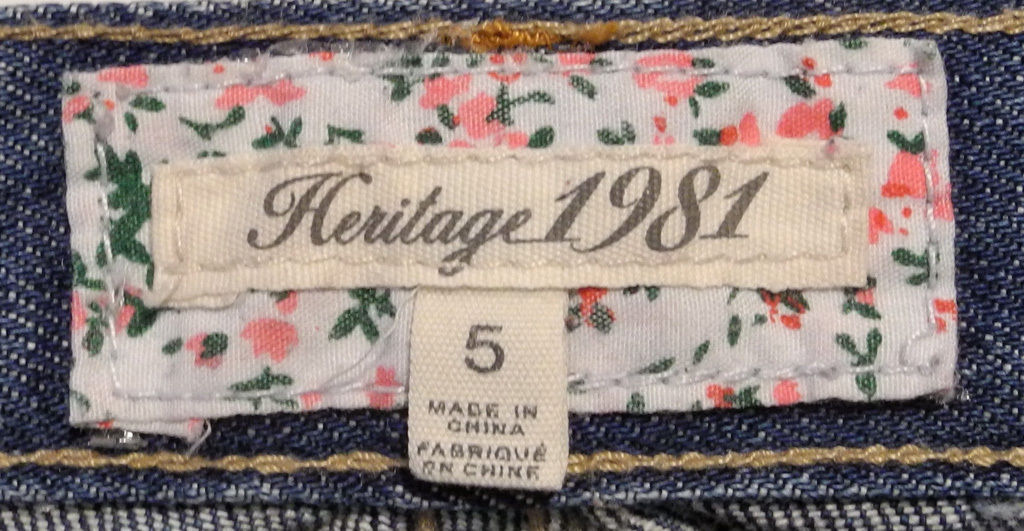 Heritage 1981
5
MADE IN
CHINA
FABRIQUÉ
EN CHINE